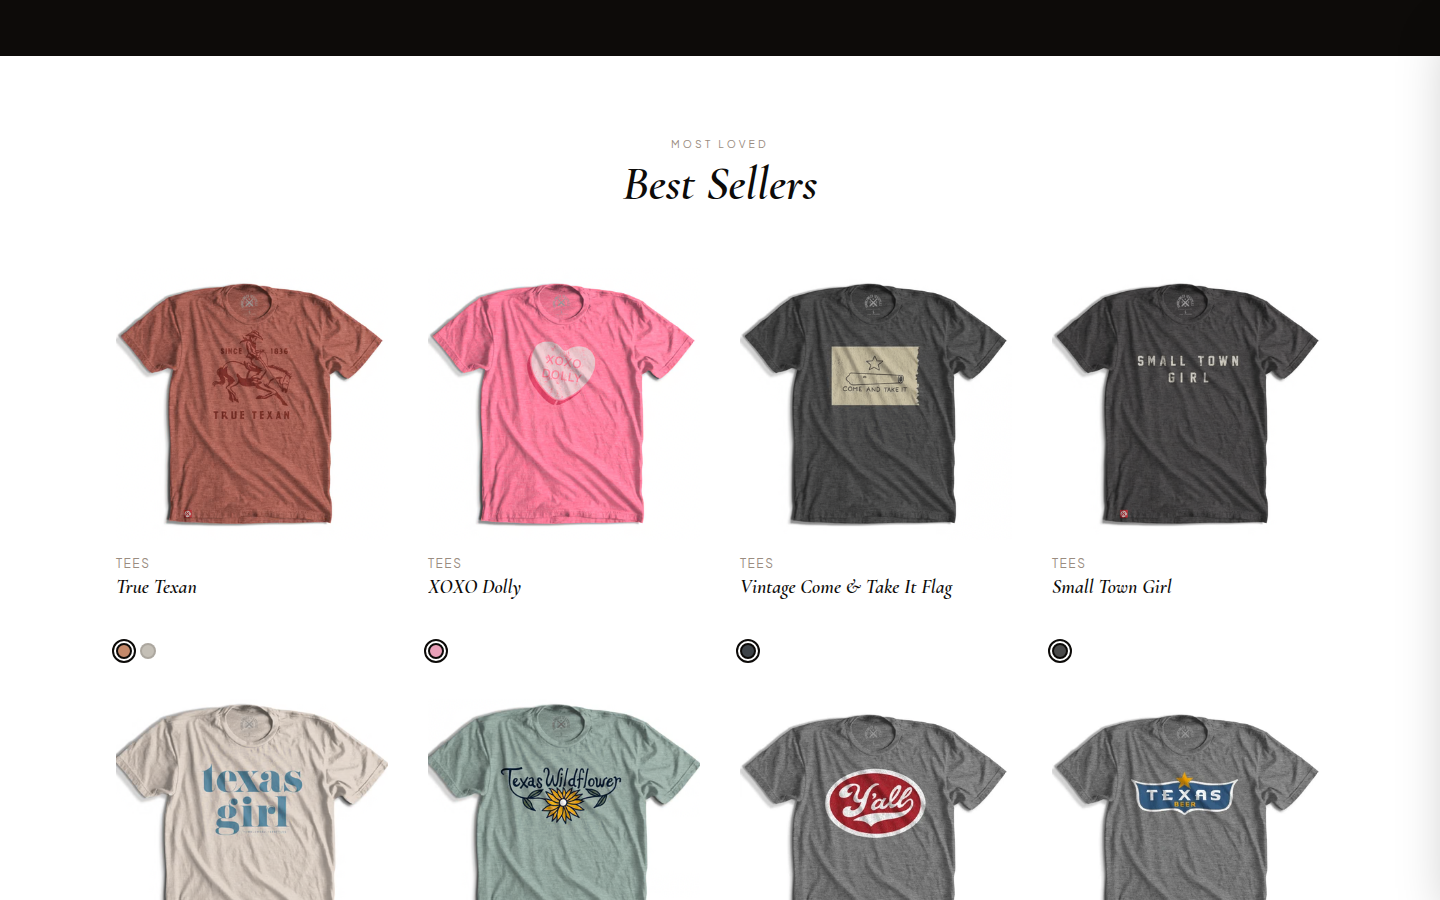 MOST LOVED
Best Sellers
SINCE 1836
TRUE TEXAN
XOXO
DOLLY
COME AND TAKE IT
SMALL TOWN
GIRL
TEES
True Texan
TEES
XOXO Dolly
TEES
Vintage Come & Take It Flag
TEES
Small Town Girl
texas
girl
Texas Wildflower
Y'all
TEXAS
BEER